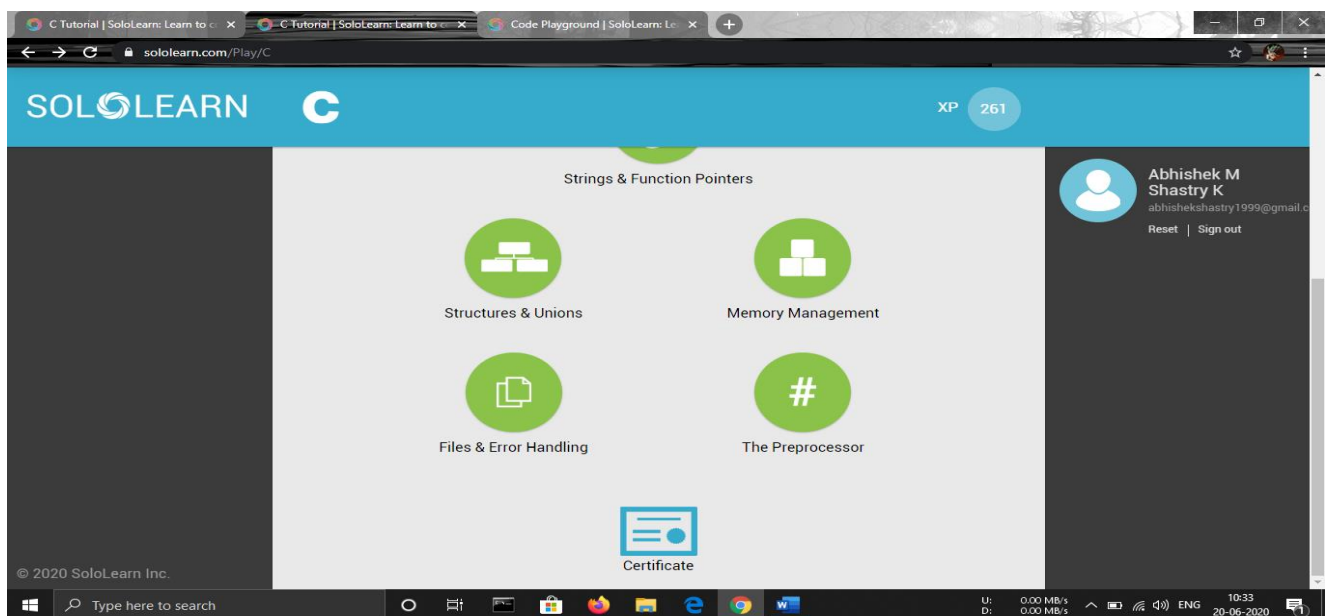 C Tutorial | SoloLearn: Learn to c
C Tutorial | SoloLearn: Learn to c
Code Playground | SoloLearn: Le
sololearn.com/Play/C
SOLOLEARN
C
XP 261
Strings & Function Pointers
Abhishek M
Shastry K
abhishekshastry1999@gmail.c
Reset | Sign out
Structures & Unions
Memory Management
#
Files & Error Handling
The Preprocessor
Certificate
© 2020 SoloLearn Inc.
Type here to search
U: 0.00 MB/s
D: 0.00 MB/s
ENG
10:33
20-06-2020